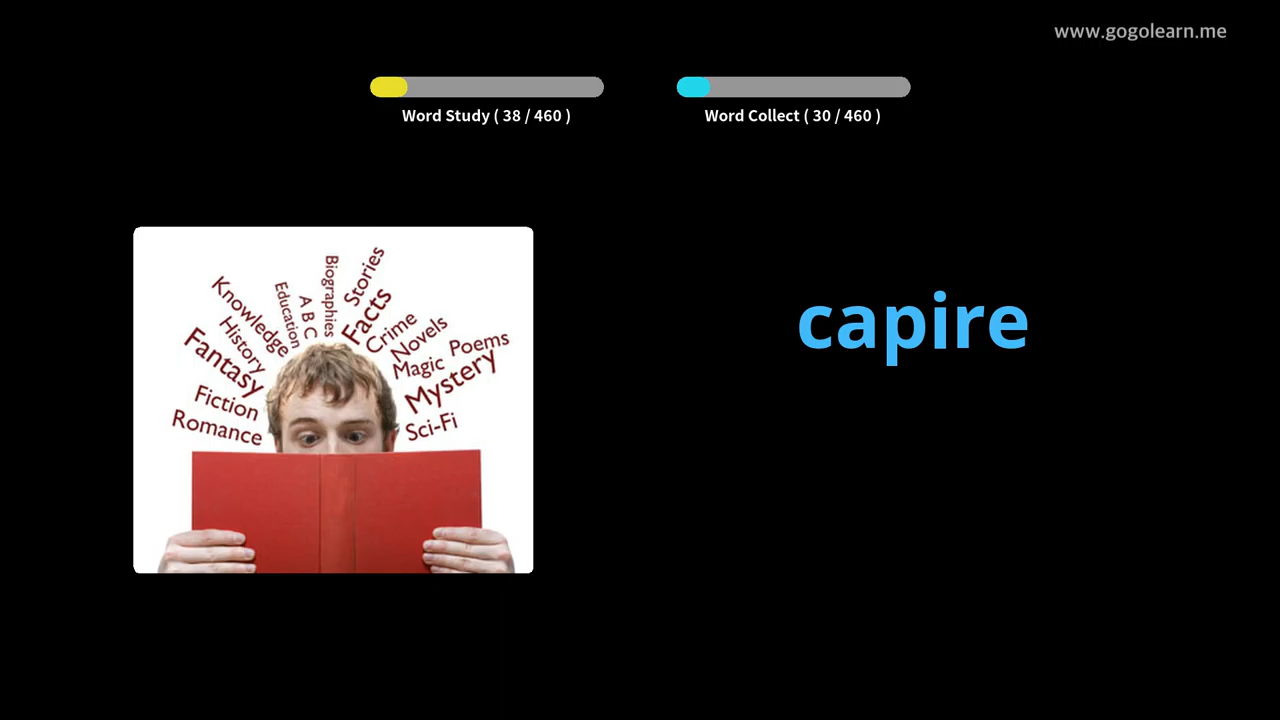 www.gogolearn.me
Word Study ( 38 / 460 )
Word Collect ( 30 / 460 )
Biographies
Stories
Knowledge
Education
A B C
Facts
History
Crime
Novels
Fantasy
Magic
Poems
Mystery
Fiction
Romance
Sci-Fi
capire